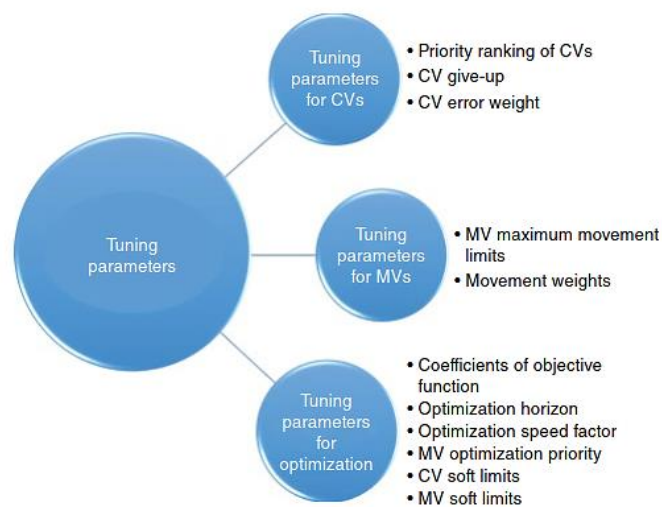 Tuning
parameters
for CVs
• Priority ranking of CVs
• CV give-up
• CV error weight
Tuning
parameters
Tuning
parameters
for MVs
• MV maximum movement
limits
• Movement weights
Tuning
parameters
for
optimization
• Coefficients of objective
function
• Optimization horizon
• Optimization speed factor
• MV optimization priority
• CV soft limits
• MV soft limits